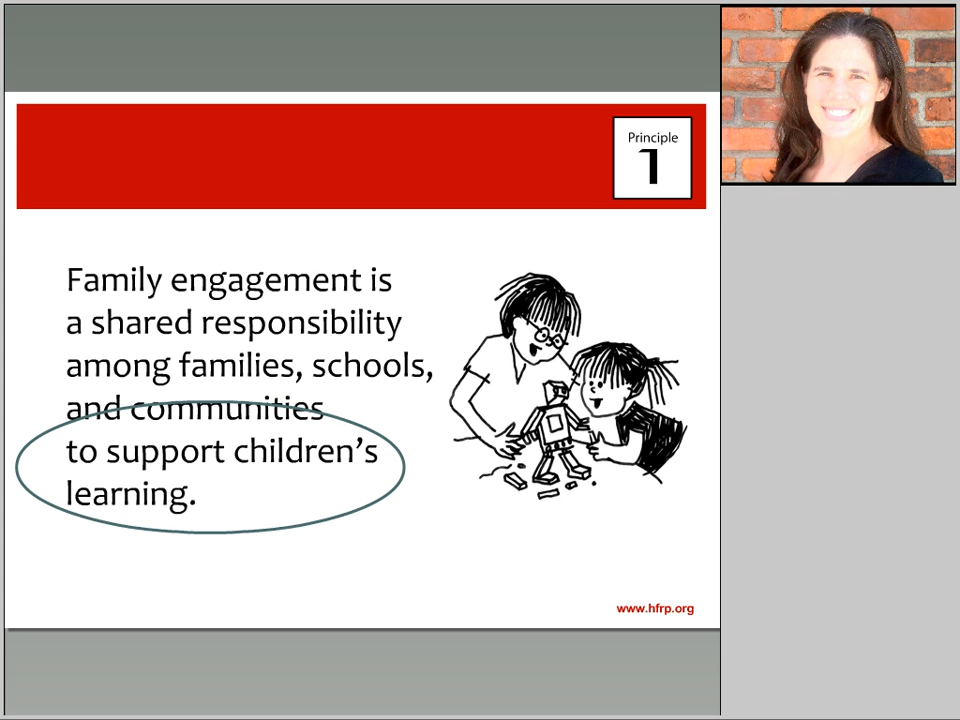 Principle
1
Family engagement is
a shared responsibility
among families, schools,
and communities
to support children’s
learning.
www.hfrp.org